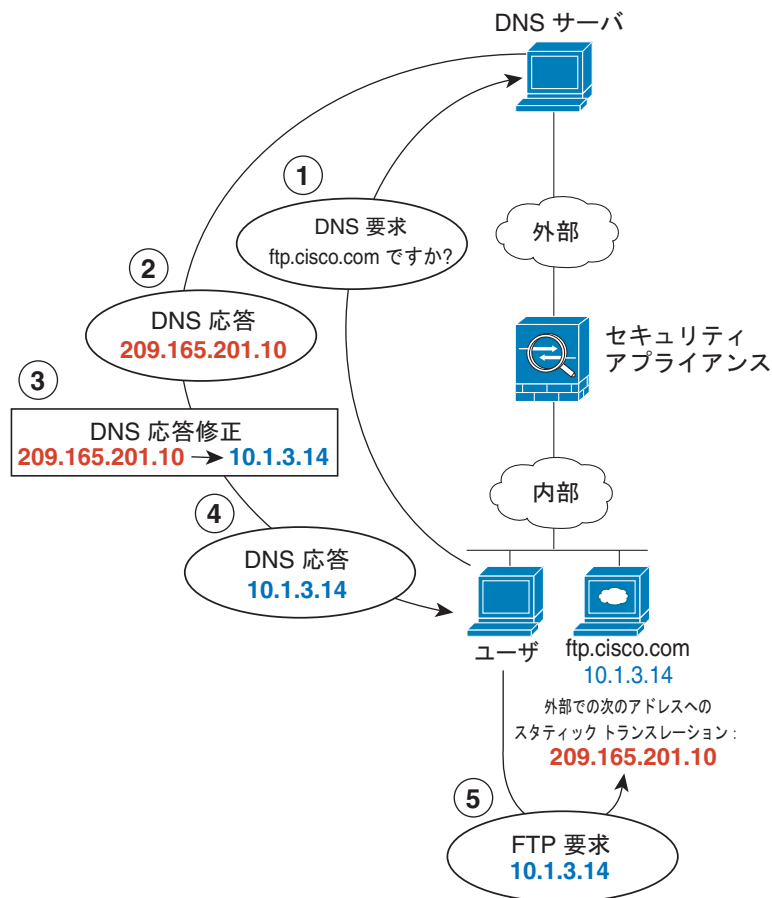 DNS サーバ
1
DNS 要求
ftp.cisco.com ですか?
外部
2
DNS 応答
209.165.201.10
セキュリティ
アプライアンス
3
DNS 応答修正
209.165.201.10 → 10.1.3.14
内部
4
DNS 応答
10.1.3.14
ユーザ
ftp.cisco.com
10.1.3.14
外部での次のアドレスへの
スタティック トランスレーション :
209.165.201.10
5
FTP 要求
10.1.3.14